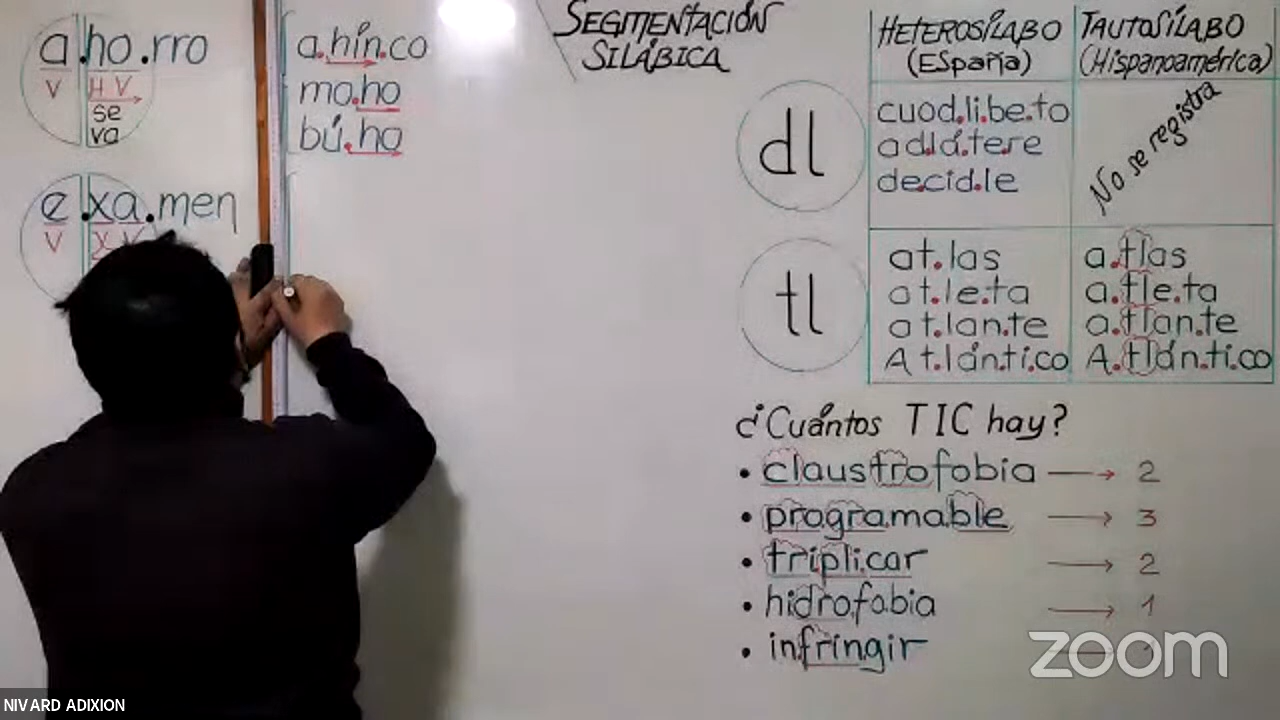 a.ho.rro
V H V
se
va
e.xa.men
V X V
a.hin.co
mo.ho
bú.ho
SEGMENTACIÓN
SILÁBICA
HETEROSÍLABO
(España)
TAUTOSÍLABO
(Hispanoamérica)
dl
cuod.li.be.to
ad.lá.te.re
decid.le
No se registra
tl
at.las
at.le.ta
at.lan.te
At.lán.ti.co
a.tlas
a.tle.ta
a.tlan.te
A.tlán.ti.co
¿Cuántos TIC hay?
• claustrofobia → 2
• programable → 3
• triplicar → 2
• hidrofobia → 1
• infringir →
zoom
NIVARD ADIXION